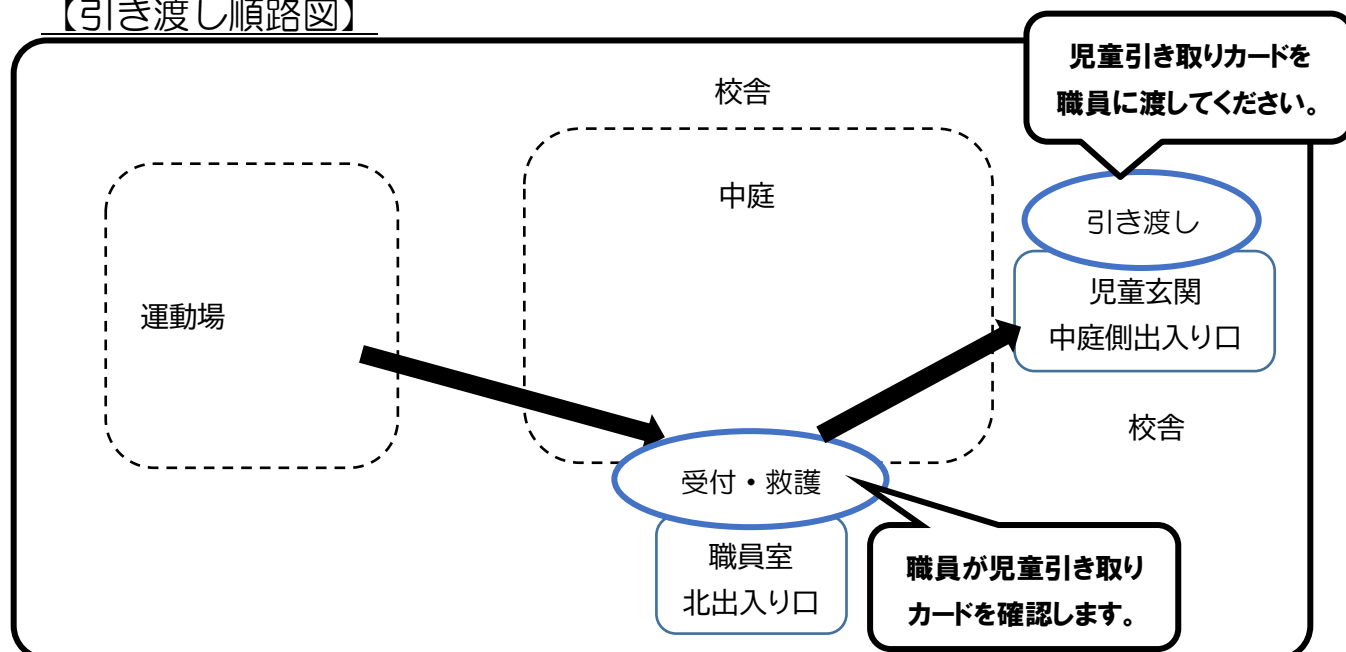 【引き渡し順路図】
児童引き取りカードを
職員に渡してください。
校舎
中庭
引き渡し
運動場
児童玄関
中庭側出入り口
校舎
受付・救護
職員室
北出入り口
職員が児童引き取り
カードを確認します。